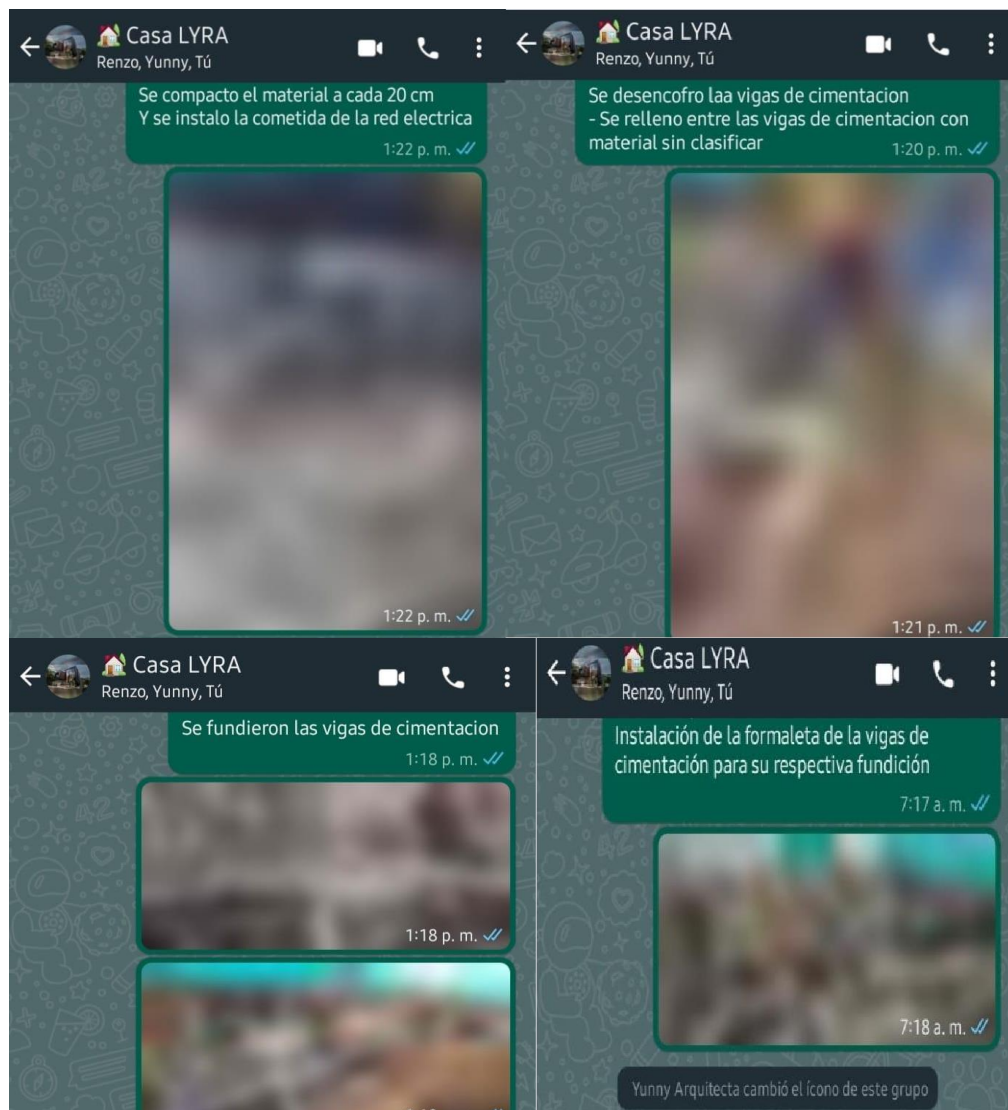 Casa LYRA
Renzo, Yunny, Tú
Se compacto el material a cada 20 cm
Y se instalo la cometida de la red electrica
1:22 p. m.
1:22 p. m.
Casa LYRA
Renzo, Yunny, Tú
Se desencofro laa vigas de cimentacion
- Se relleno entre las vigas de cimentacion con
material sin clasificar
1:20 p. m.
1:21 p. m.
Casa LYRA
Renzo, Yunny, Tú
Se fundieron las vigas de cimentacion
1:18 p. m.
1:18 p. m.
Casa LYRA
Renzo, Yunny, Tú
Instalación de la formaleta de la vigas de
cimentación para su respectiva fundición
7:17 a. m.
7:18 a. m.
Yunny Arquitecta cambió el ícono de este grupo